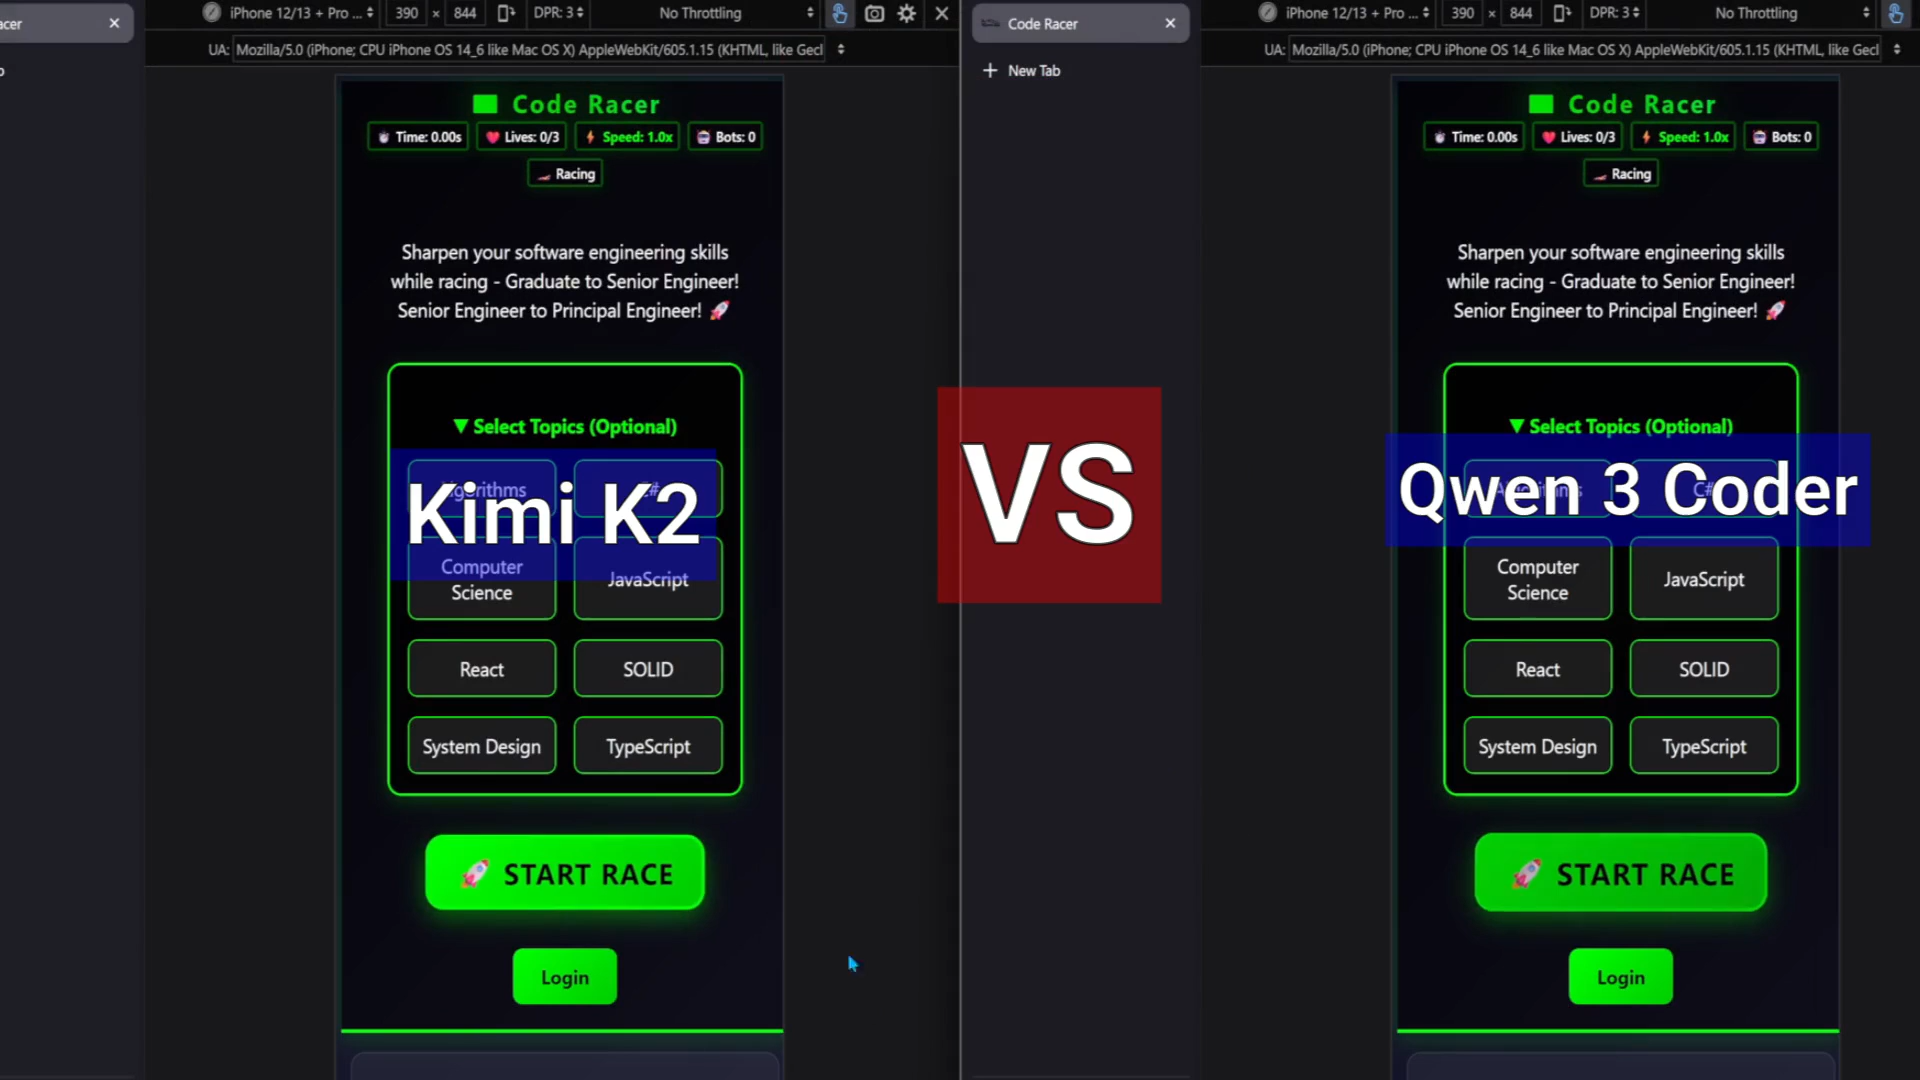 acer
iPhone 12/13 + Pro ...
390 × 844
DPR: 3
No Throttling
UA: Mozilla/5.0 (iPhone; CPU iPhone OS 14_6 like Mac OS X) AppleWebKit/605.1.15 (KHTML, like Gecl
Code Racer
Time: 0.00s
Lives: 0/3
Speed: 1.0x
Bots: 0
Racing
Sharpen your software engineering skills
while racing - Graduate to Senior Engineer!
Senior Engineer to Principal Engineer! 🚀
▼ Select Topics (Optional)
Algorithms
C#
Kimi K2
Computer
Science
JavaScript
React
SOLID
System Design
TypeScript
🚀 START RACE
Login
VS
Code Racer
New Tab
iPhone 12/13 + Pro ...
390 × 844
DPR: 3
No Throttling
UA: Mozilla/5.0 (iPhone; CPU iPhone OS 14_6 like Mac OS X) AppleWebKit/605.1.15 (KHTML, like Gecl
Code Racer
Time: 0.00s
Lives: 0/3
Speed: 1.0x
Bots: 0
Racing
Sharpen your software engineering skills
while racing - Graduate to Senior Engineer!
Senior Engineer to Principal Engineer! 🚀
▼ Select Topics (Optional)
Algorithms
C#
Qwen 3 Coder
Computer
Science
JavaScript
React
SOLID
System Design
TypeScript
🚀 START RACE
Login